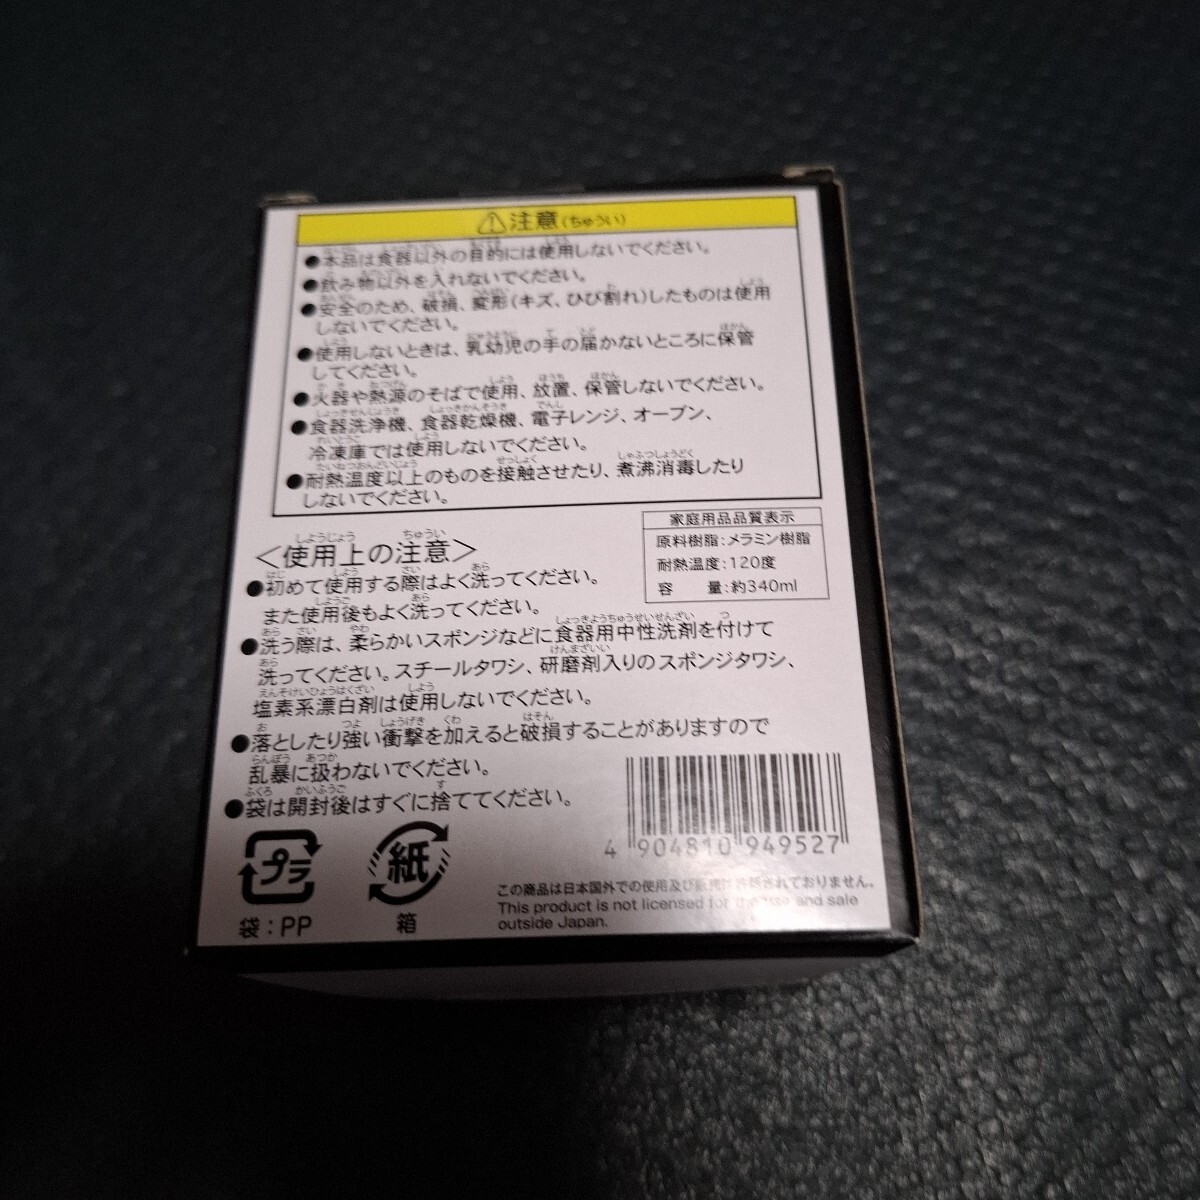 ⚠注意(ちゅうい)
●本品は食器以外の目的には使用しないでください。
●飲み物以外を入れないでください。
●安全のため、破損、変形(キズ、ひび割れ)したものは使用
しないでください。
●使用しないときは、乳幼児の手の届かないところに保管
してください。
●火器や熱源のそばで使用、放置、保管しないでください。
●食器洗浄機、食器乾燥機、電子レンジ、オーブン、
冷凍庫では使用しないでください。
●耐熱温度以上のものを接触させたり、煮沸消毒したり
しないでください。
家庭用品品質表示
原料樹脂:メラミン樹脂
耐熱温度:120度
容　量:約340ml
<使用上の注意>
●初めて使用する際はよく洗ってください。
また使用後もよく洗ってください。
●洗う際は、柔らかいスポンジなどに食器用中性洗剤を付けて
洗ってください。スチールタワシ、研磨剤入りのスポンジタワシ、
塩素系漂白剤は使用しないでください。
●落としたり強い衝撃を加えると破損することがありますので
乱暴に扱わないでください。
●袋は開封後はすぐに捨ててください。
プラ
袋:PP
紙
箱
4 904810 949527
この商品は日本国外での使用及び販売は許諾されておりません。
This product is not licensed for the use and sale
outside Japan.